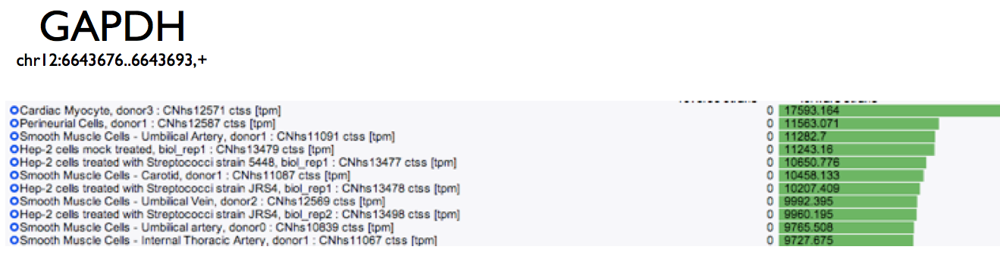 GAPDH
chr12:6643676..6643693,+
Cardiac Myocyte, donor3 : CNhs12571 ctss [tpm] 0 17593.164
Perineurial Cells, donor1 : CNhs12587 ctss [tpm] 0 11563.071
Smooth Muscle Cells - Umbilical Artery, donor1 : CNhs11091 ctss [tpm] 0 11282.7
Hep-2 cells mock treated, biol_rep1 : CNhs13479 ctss [tpm] 0 11243.16
Hep-2 cells treated with Streptococci strain 5448, biol_rep1 : CNhs13477 ctss [tpm] 0 10650.776
Smooth Muscle Cells - Carotid, donor1 : CNhs11087 ctss [tpm] 0 10458.133
Hep-2 cells treated with Streptococci strain JRS4, biol_rep1 : CNhs13478 ctss [tpm] 0 10207.409
Smooth Muscle Cells - Umbilical Vein, donor2 : CNhs12569 ctss [tpm] 0 9992.395
Hep-2 cells treated with Streptococci strain JRS4, biol_rep2 : CNhs13498 ctss [tpm] 0 9960.195
Smooth Muscle Cells - Umbilical artery, donor0 : CNhs10839 ctss [tpm] 0 9765.508
Smooth Muscle Cells - Internal Thoracic Artery, donor1 : CNhs11067 ctss [tpm] 0 9727.675